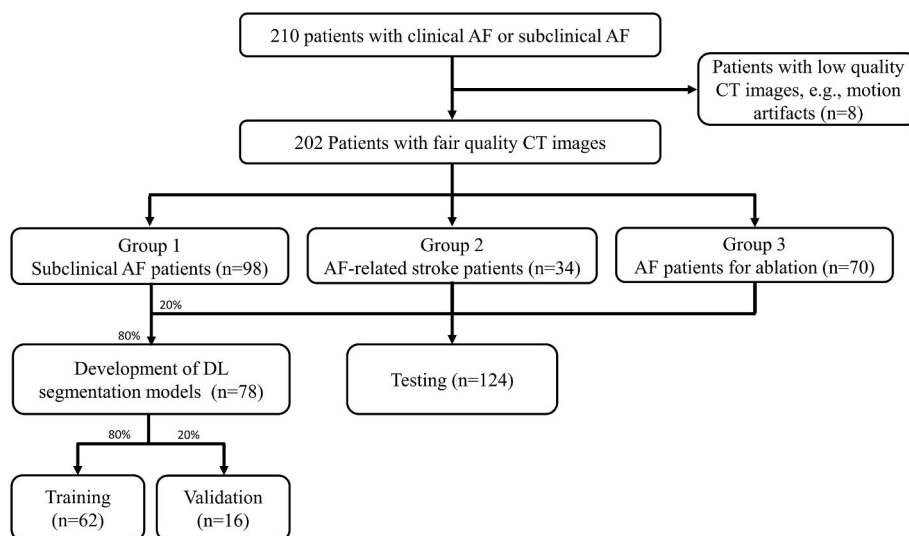 210 patients with clinical AF or subclinical AF
Patients with low quality
CT images, e.g., motion
artifacts (n=8)
202 Patients with fair quality CT images
Group 1
Subclinical AF patients (n=98)
Group 2
AF-related stroke patients (n=34)
Group 3
AF patients for ablation (n=70)
20%
80%
Development of DL
segmentation models (n=78)
Testing (n=124)
80%
20%
Training
(n=62)
Validation
(n=16)